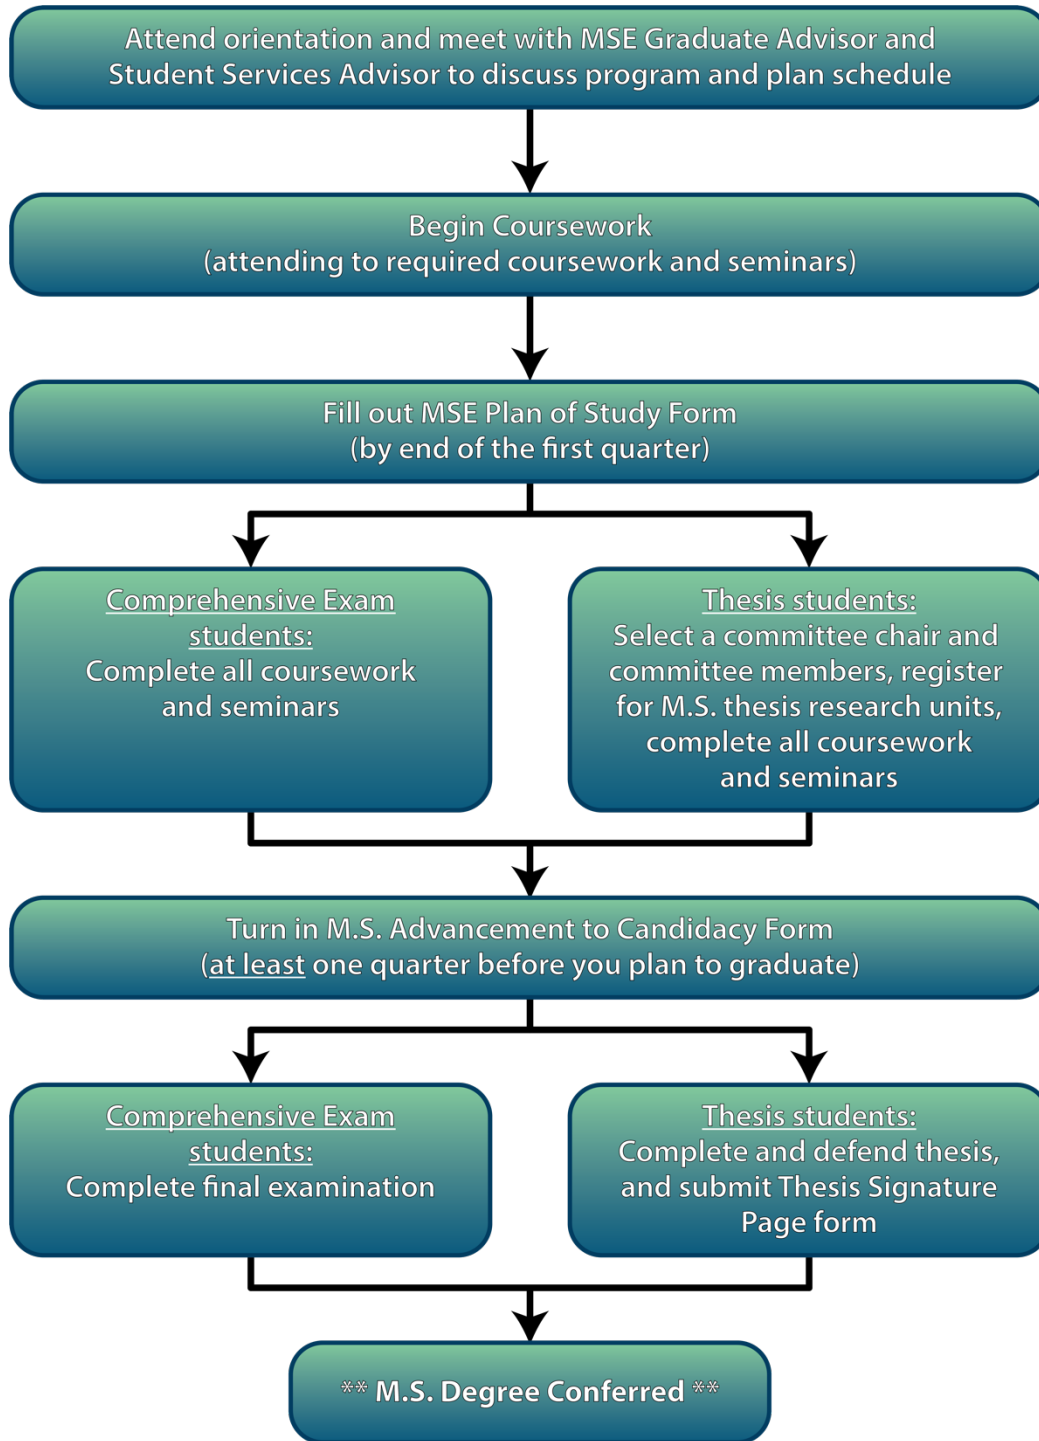 Attend orientation and meet with MSE Graduate Advisor and
Student Services Advisor to discuss program and plan schedule
Begin Coursework
(attending to required coursework and seminars)
Fill out MSE Plan of Study Form
(by end of the first quarter)
Comprehensive Exam
students:
Complete all coursework
and seminars
Thesis students:
Select a committee chair and
committee members, register
for M.S. thesis research units,
complete all coursework
and seminars
Turn in M.S. Advancement to Candidacy Form
(at least one quarter before you plan to graduate)
Comprehensive Exam
students:
Complete final examination
Thesis students:
Complete and defend thesis,
and submit Thesis Signature
Page form
** M.S. Degree Conferred **